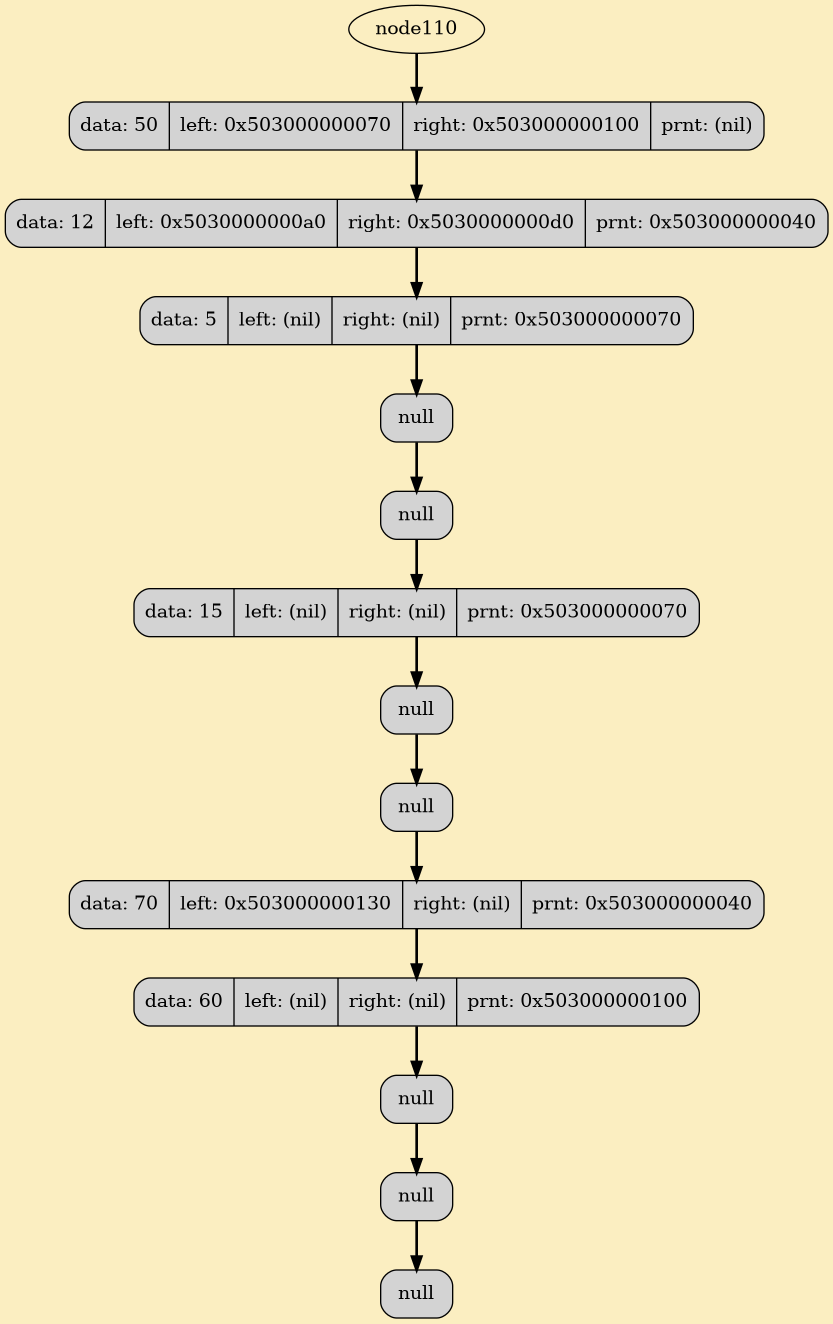 node110
data: 50 left: 0x503000000070 right: 0x503000000100 prnt: (nil)
data: 12 left: 0x5030000000a0 right: 0x5030000000d0 prnt: 0x503000000040
data: 5 left: (nil) right: (nil) prnt: 0x503000000070
null
null
data: 15 left: (nil) right: (nil) prnt: 0x503000000070
null
null
data: 70 left: 0x503000000130 right: (nil) prnt: 0x503000000040
data: 60 left: (nil) right: (nil) prnt: 0x503000000100
null
null
null